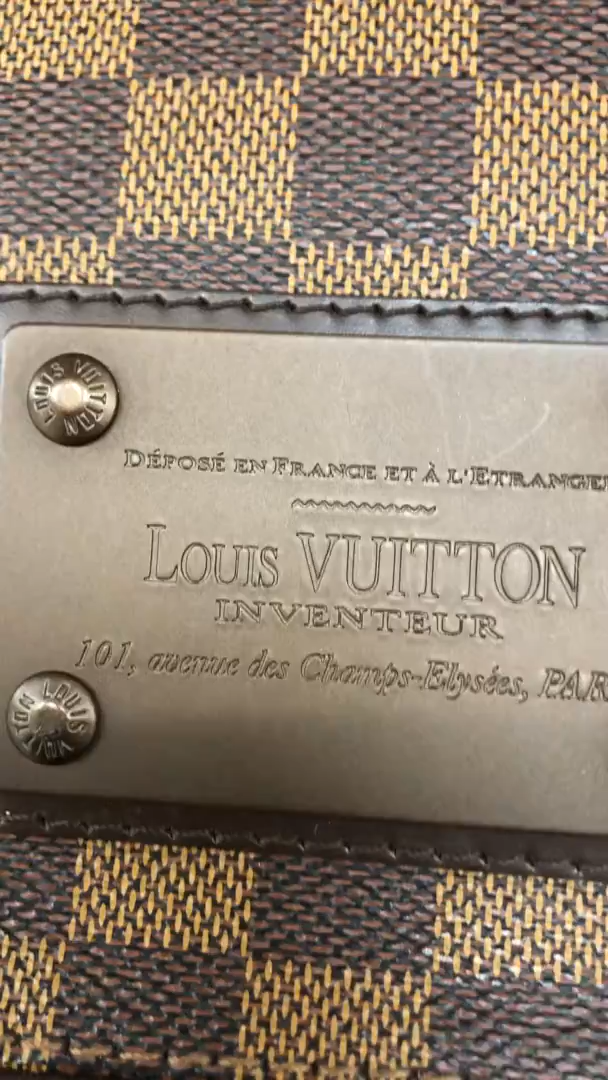 LOUIS VUITTON
DÉPOSÉ EN FRANCE ET À L'ETRANGER
LOUIS VUITTON
INVENTEUR
101, avenue des Champs-Elysées, PAR
LOUIS VUITTON